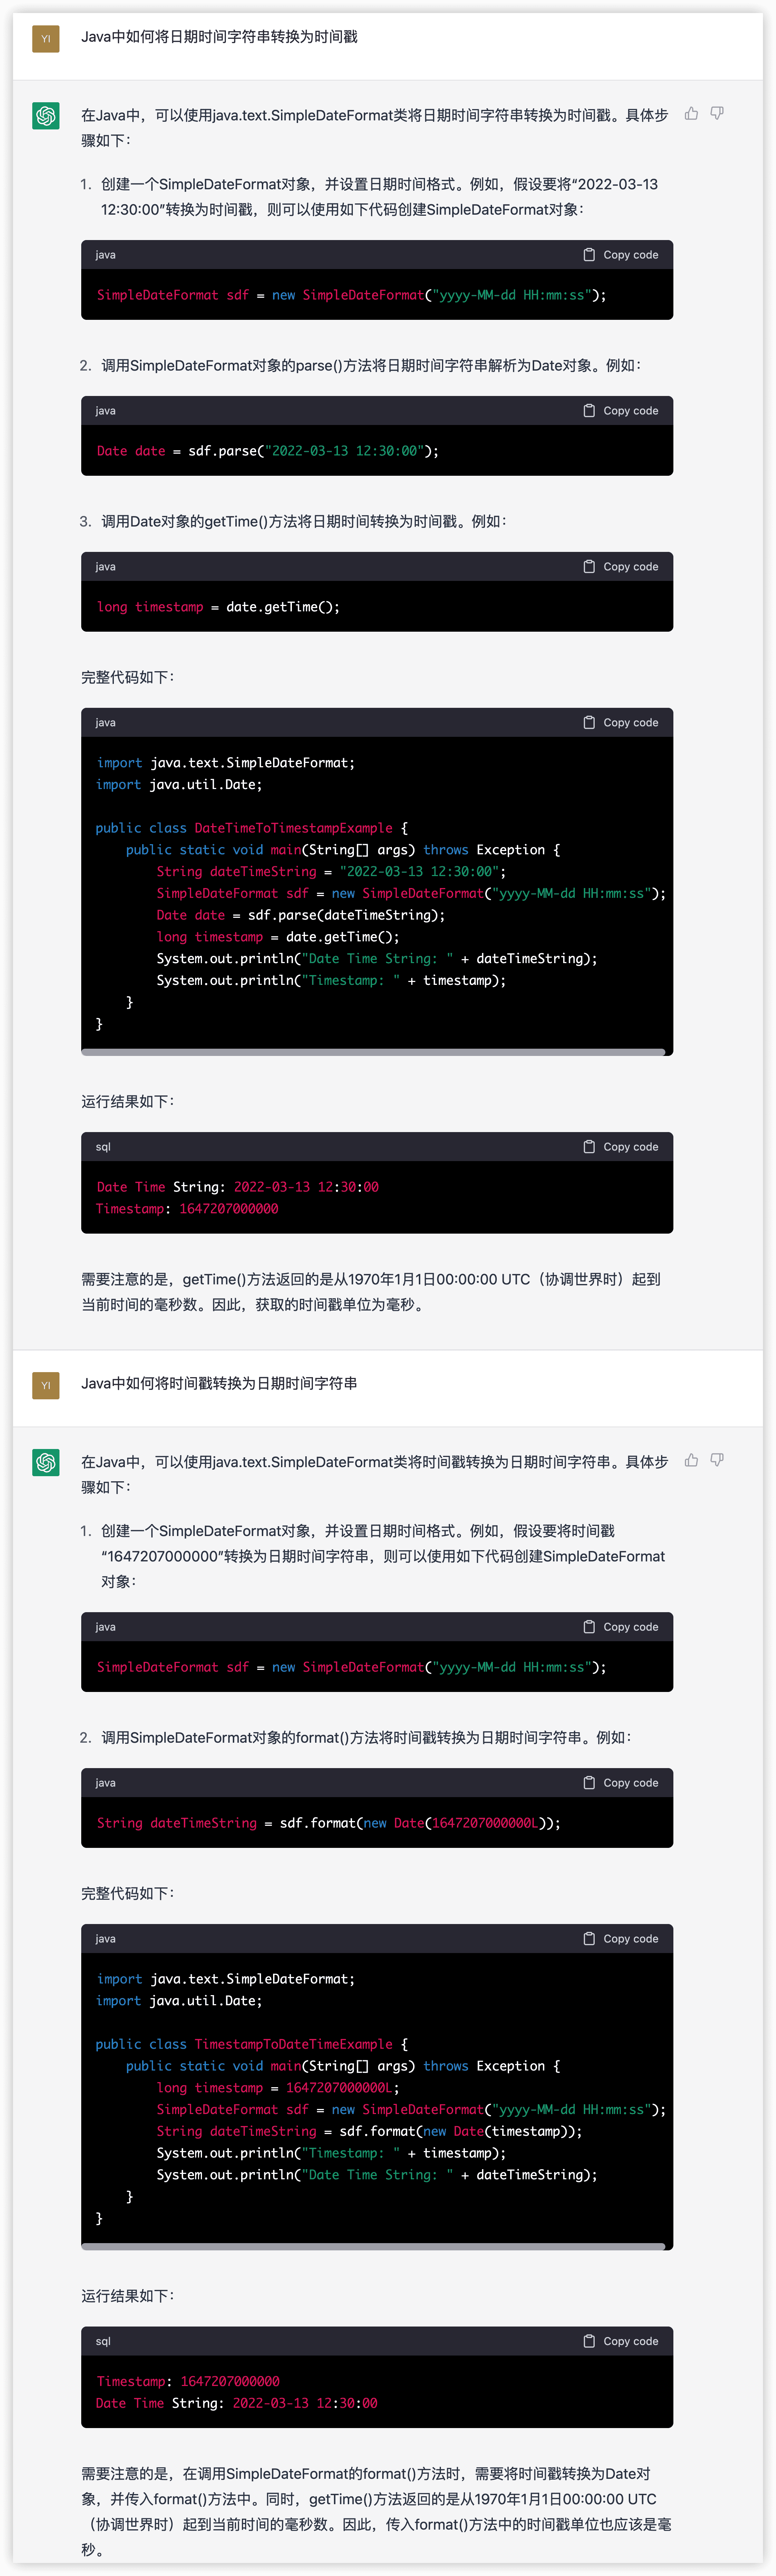 YI
Java中如何将日期时间字符串转换为时间戳
在Java中，可以使用java.text.SimpleDateFormat类将日期时间字符串转换为时间戳。具体步
骤如下：
1. 创建一个SimpleDateFormat对象，并设置日期时间格式。例如，假设要将“2022-03-13
12:30:00”转换为时间戳，则可以使用如下代码创建SimpleDateFormat对象：
java Copy code
SimpleDateFormat sdf = new SimpleDateFormat("yyyy-MM-dd HH:mm:ss");
2. 调用SimpleDateFormat对象的parse()方法将日期时间字符串解析为Date对象。例如：
java Copy code
Date date = sdf.parse("2022-03-13 12:30:00");
3. 调用Date对象的getTime()方法将日期时间转换为时间戳。例如：
java Copy code
long timestamp = date.getTime();
完整代码如下：
java Copy code
import java.text.SimpleDateFormat;
import java.util.Date;
public class DateTimeToTimestampExample {
    public static void main(String[] args) throws Exception {
        String dateTimeString = "2022-03-13 12:30:00";
        SimpleDateFormat sdf = new SimpleDateFormat("yyyy-MM-dd HH:mm:ss");
        Date date = sdf.parse(dateTimeString);
        long timestamp = date.getTime();
        System.out.println("Date Time String: " + dateTimeString);
        System.out.println("Timestamp: " + timestamp);
    }
}
运行结果如下：
sql Copy code
Date Time String: 2022-03-13 12:30:00
Timestamp: 1647207000000
需要注意的是，getTime()方法返回的是从1970年1月1日00:00:00 UTC（协调世界时）起到
当前时间的毫秒数。因此，获取的时间戳单位为毫秒。
YI
Java中如何将时间戳转换为日期时间字符串
在Java中，可以使用java.text.SimpleDateFormat类将时间戳转换为日期时间字符串。具体步
骤如下：
1. 创建一个SimpleDateFormat对象，并设置日期时间格式。例如，假设要将时间戳
“1647207000000”转换为日期时间字符串，则可以使用如下代码创建SimpleDateFormat
对象：
java Copy code
SimpleDateFormat sdf = new SimpleDateFormat("yyyy-MM-dd HH:mm:ss");
2. 调用SimpleDateFormat对象的format()方法将时间戳转换为日期时间字符串。例如：
java Copy code
String dateTimeString = sdf.format(new Date(1647207000000L));
完整代码如下：
java Copy code
import java.text.SimpleDateFormat;
import java.util.Date;
public class TimestampToDateTimeExample {
    public static void main(String[] args) throws Exception {
        long timestamp = 1647207000000L;
        SimpleDateFormat sdf = new SimpleDateFormat("yyyy-MM-dd HH:mm:ss");
        String dateTimeString = sdf.format(new Date(timestamp));
        System.out.println("Timestamp: " + timestamp);
        System.out.println("Date Time String: " + dateTimeString);
    }
}
运行结果如下：
sql Copy code
Timestamp: 1647207000000
Date Time String: 2022-03-13 12:30:00
需要注意的是，在调用SimpleDateFormat的format()方法时，需要将时间戳转换为Date对
象，并传入format()方法中。同时，getTime()方法返回的是从1970年1月1日00:00:00 UTC
（协调世界时）起到当前时间的毫秒数。因此，传入format()方法中的时间戳单位也应该是毫
秒。